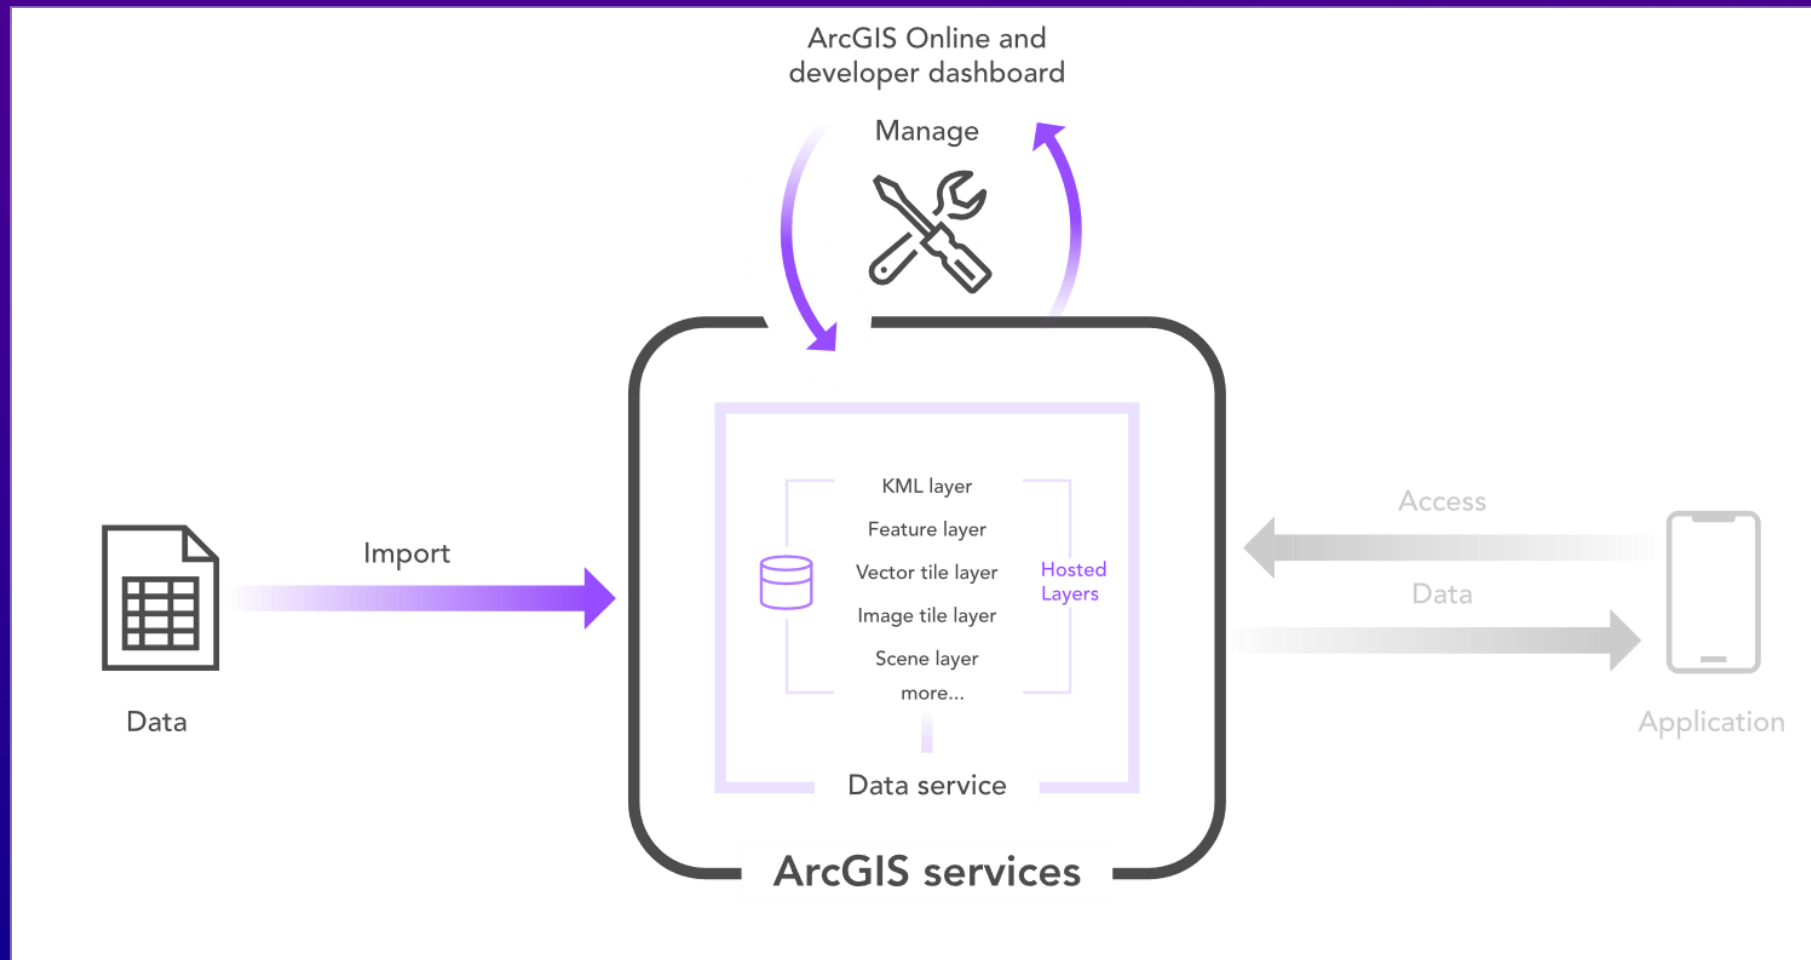 ArcGIS Online and
developer dashboard
Manage
Import
Data
KML layer
Feature layer
Vector tile layer
Image tile layer
Scene layer
more...
Hosted
Layers
Data service
ArcGIS services
Access
Data
Application